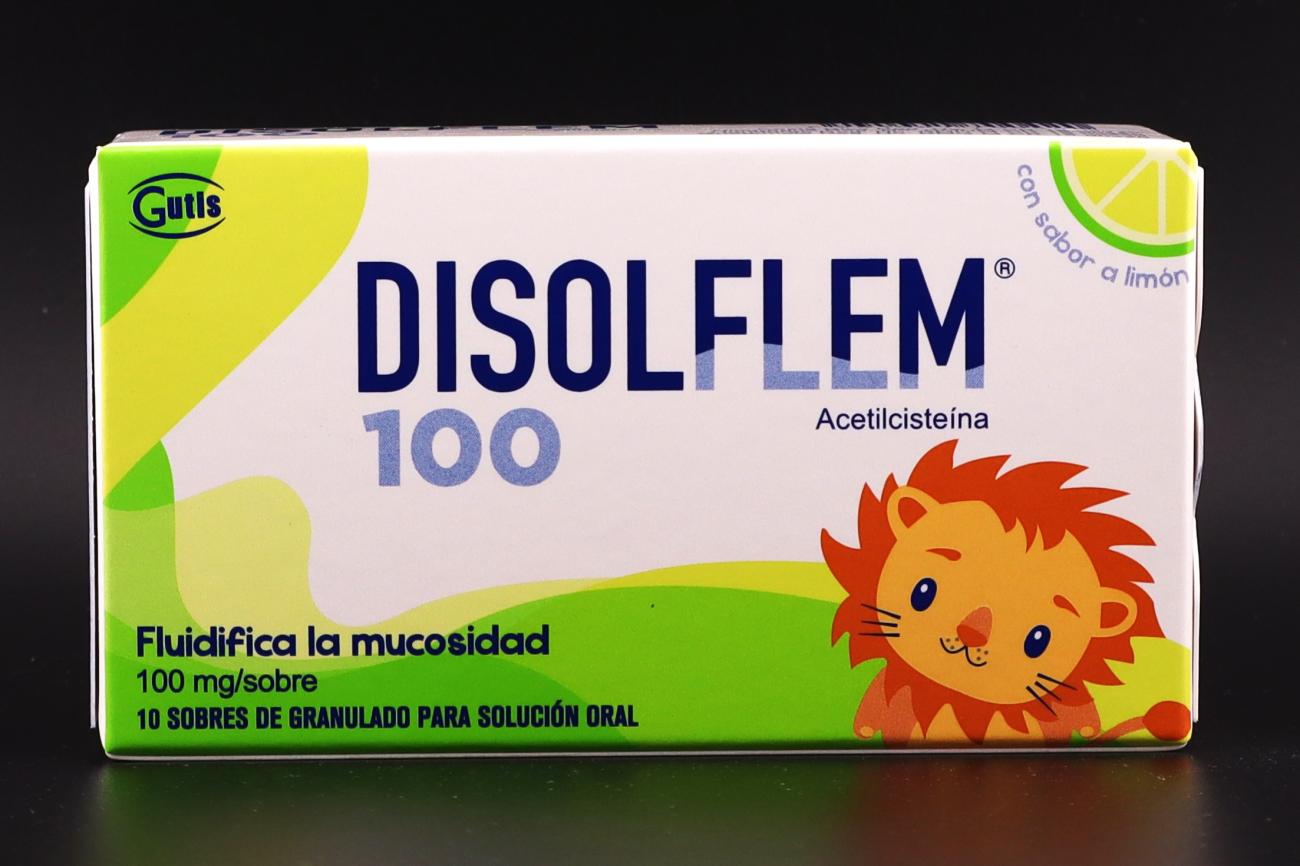 Gutis
con sabor a limón
DISOLFLEM®
100
Acetilcisteína
Fluidifica la mucosidad
100 mg/sobre
10 SOBRES DE GRANULADO PARA SOLUCIÓN ORAL